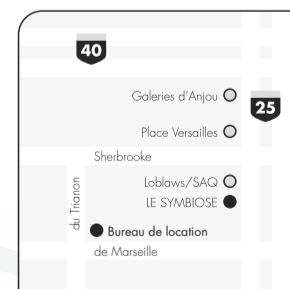 40
Galeries d'Anjou
25
Place Versailles
Sherbrooke
Loblaws/SAQ
LE SYMBIOSE
du Trianon
Bureau de location
de Marseille